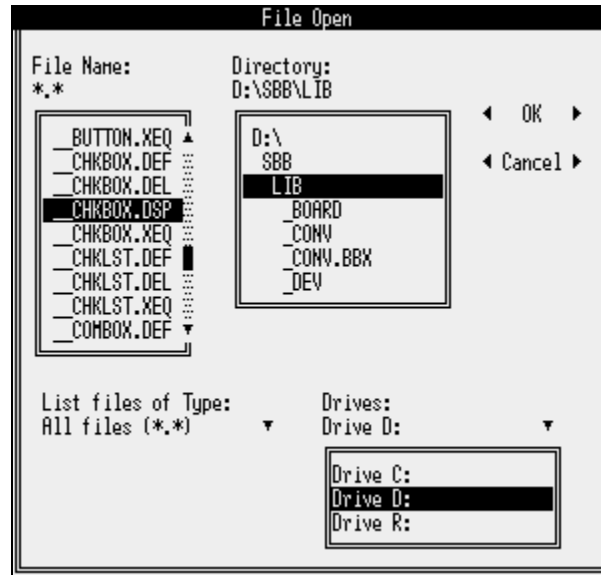 File Open
File Name:
*.*
__BUTTON.XEQ
__CHKBOX.DEF
__CHKBOX.DEL
__CHKBOX.DSP
__CHKBOX.XEQ
__CHKLST.DEF
__CHKLST.DEL
__CHKLST.XEQ
__COMBOX.DEF
Directory:
D:\SBB\LIB
D:\
SBB
LIB
_BOARD
_CONV
_CONV.BBX
_DEV
OK
Cancel
List files of Type:
All files (*.*)
Drives:
Drive D:
Drive C:
Drive D:
Drive R: